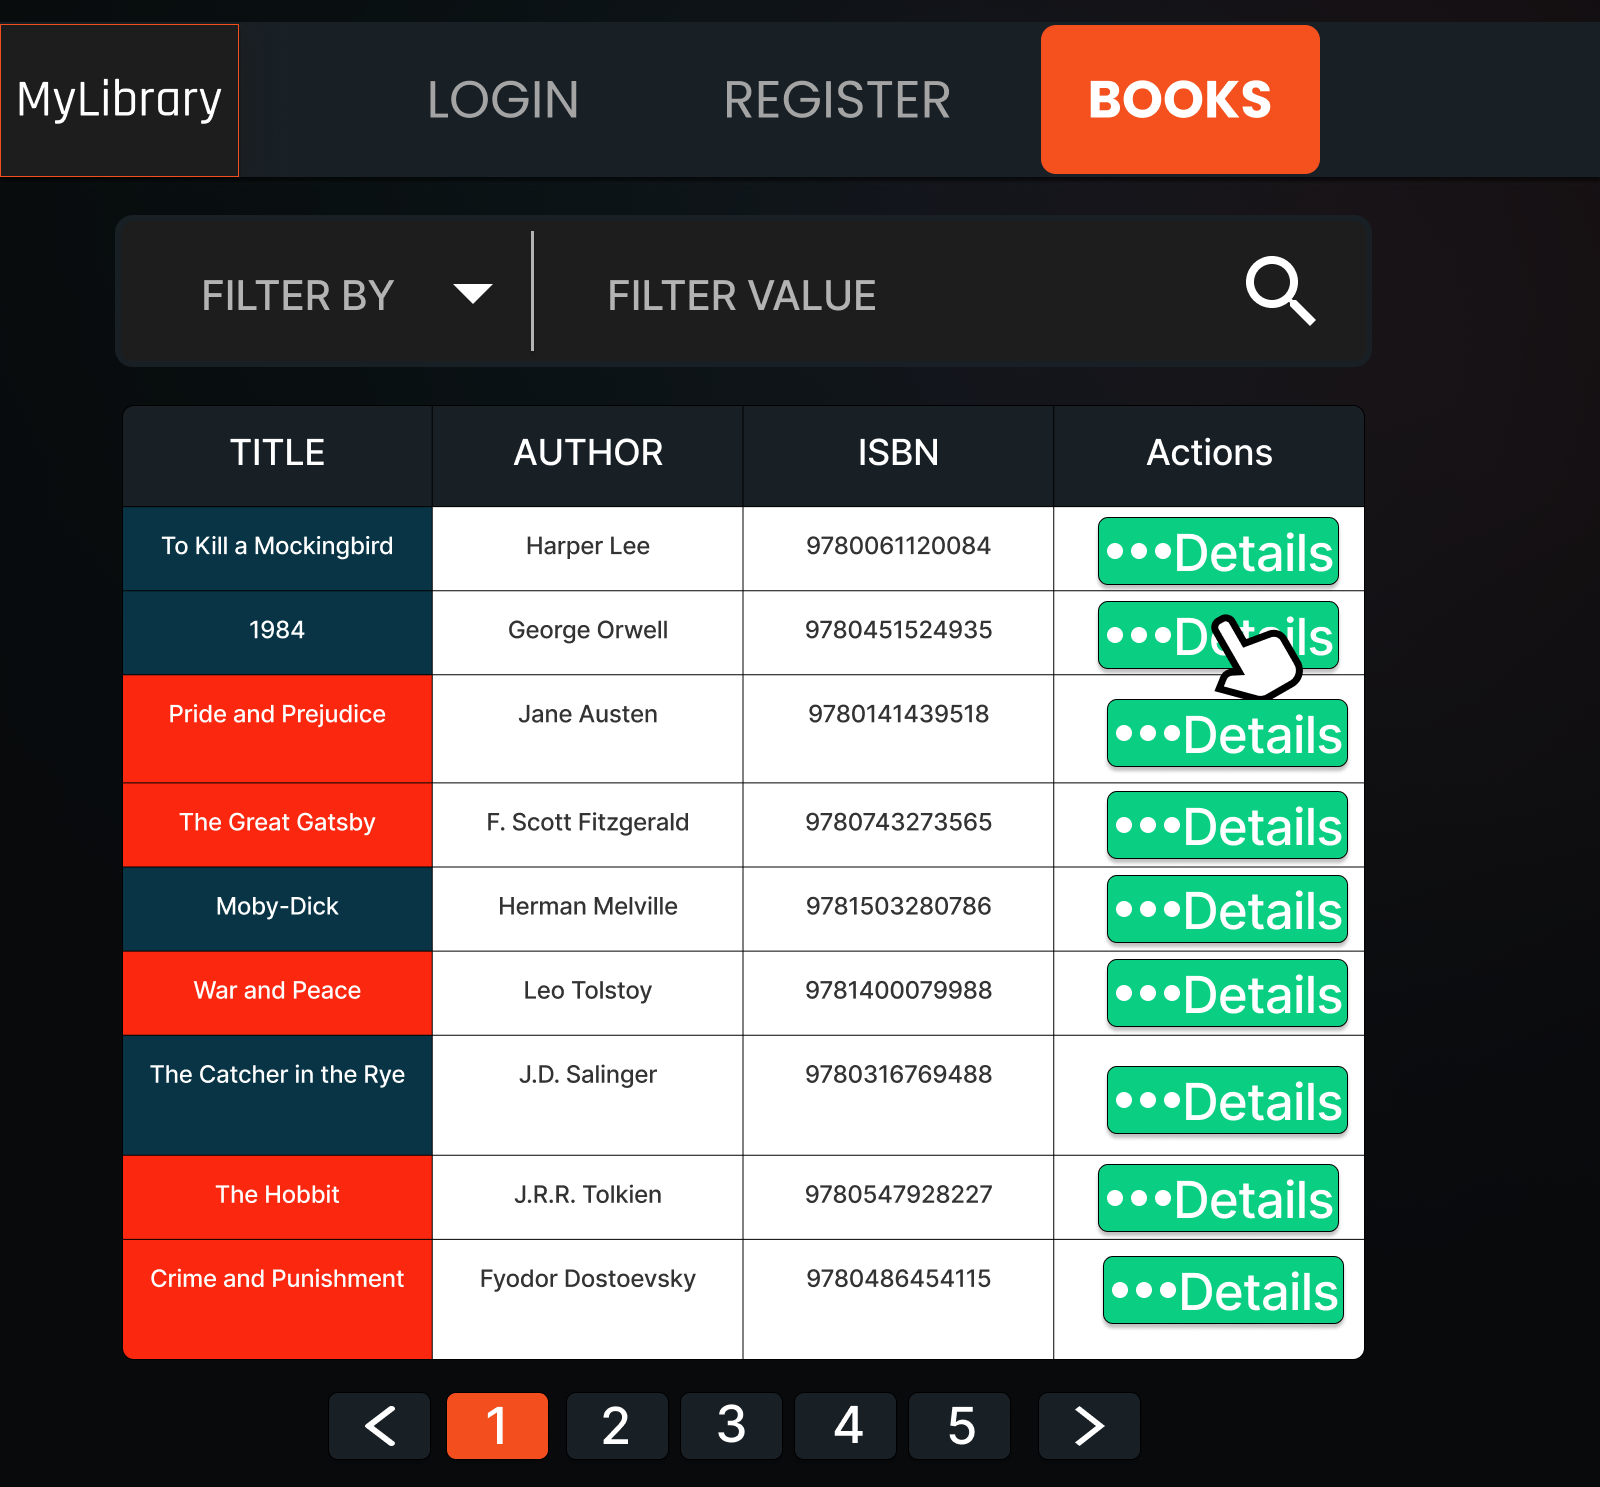 MyLibrary LOGIN REGISTER BOOKS
FILTER BY FILTER VALUE
TITLE AUTHOR ISBN Actions
To Kill a Mockingbird Harper Lee 9780061120084 Details
1984 George Orwell 9780451524935
Pride and Prejudice Jane Austen 9780141439518 Details
The Great Gatsby F. Scott Fitzgerald 9780743273565 Details
Moby-Dick Herman Melville 9781503280786 Details
War and Peace Leo Tolstoy 9781400079988 Details
The Catcher in the Rye J.D. Salinger 9780316769488 Details
The Hobbit J.R.R. Tolkien 9780547928227 Details
Crime and Punishment Fyodor Dostoevsky 9780486454115 Details
< 1 2 3 4 5 >